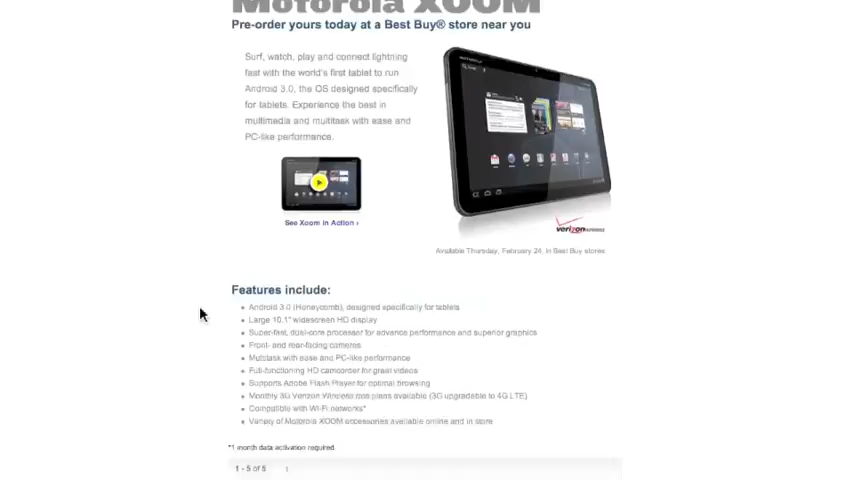 Motorola XOOM
Pre-order yours today at a Best Buy® store near you
Surf, watch, play and connect lightning
fast with the world's first tablet to run
Android 3.0, the OS designed specifically
for tablets. Experience the best in
multimedia and multitask with ease and
PC-like performance.
See Xoom in Action ›
verizon wireless
Available Thursday, February 24, in Best Buy stores
Features include:
• Android 3.0 (Honeycomb), designed specifically for tablets
• Large 10.1" widescreen HD display
• Super-fast, dual-core processor for advance performance and superior graphics
• Front- and rear-facing cameras
• Multitask with ease and PC-like performance
• Full-functioning HD camcorder for great videos
• Supports Adobe Flash Player for optimal browsing
• Monthly 3G Verizon Wireless data plans available (3G upgradable to 4G LTE)
• Compatible with Wi-Fi networks*
• Variety of Motorola XOOM accessories available online and in store
*1 month data activation required.
1 - 5 of 5